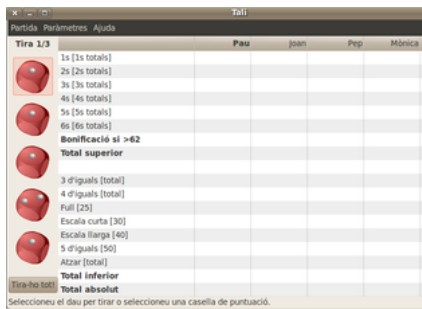 Tali
Partida Paràmetres Ajuda
Tira 1/3 Pau Joan Pep Mònica
1s [1s totals]
2s [2s totals]
3s [3s totals]
4s [4s totals]
5s [5s totals]
6s [6s totals]
Bonificació si >62
Total superior
3 d'iguals [total]
4 d'iguals [total]
Full [25]
Escala curta [30]
Escala llarga [40]
5 d'iguals [50]
Atzar [total]
Total inferior
Tira-ho tot!
Total absolut
Seleccioneu el dau per tirar o seleccioneu una casella de puntuació.